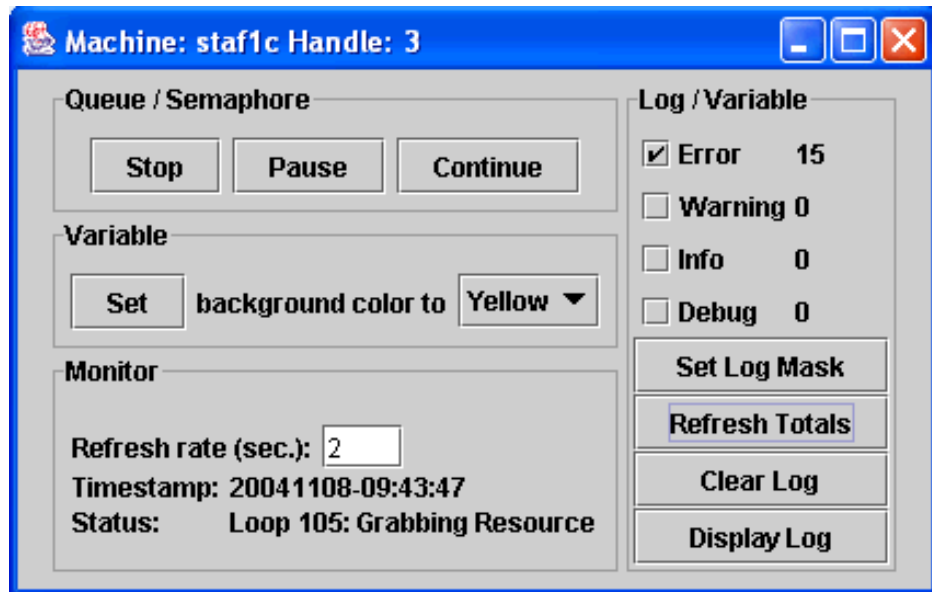 Machine: staf1c Handle: 3
Queue / Semaphore
Stop Pause Continue
Variable
Set background color to Yellow
Monitor
Refresh rate (sec.): 2
Timestamp: 20041108-09:43:47
Status: Loop 105: Grabbing Resource
Log / Variable
Error 15
Warning 0
Info 0
Debug 0
Set Log Mask
Refresh Totals
Clear Log
Display Log